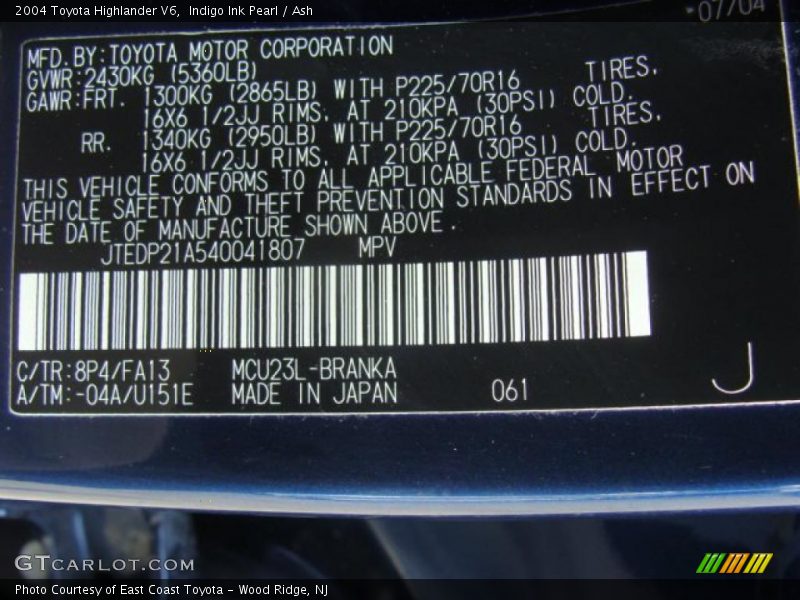 2004 Toyota Highlander V6,  Indigo Ink Pearl / Ash
07/04
MFD.BY:TOYOTA MOTOR CORPORATION
GVWR:2430KG (5360LB)
GAWR:FRT. 1300KG (2865LB) WITH P225/70R16 TIRES,
16X6 1/2JJ RIMS, AT 210KPA (30PSI) COLD.
RR. 1340KG (2950LB) WITH P225/70R16 TIRES,
16X6 1/2JJ RIMS, AT 210KPA (30PSI) COLD.
THIS VEHICLE CONFORMS TO ALL APPLICABLE FEDERAL MOTOR
VEHICLE SAFETY AND THEFT PREVENTION STANDARDS IN EFFECT ON
THE DATE OF MANUFACTURE SHOWN ABOVE.
JTEDP21A540041807 MPV
C/TR:8P4/FA13 MCU23L-BRANKA
A/TM:-04A/U151E MADE IN JAPAN 061 J
GTCARLOT.COM
Photo Courtesy of East Coast Toyota - Wood Ridge, NJ